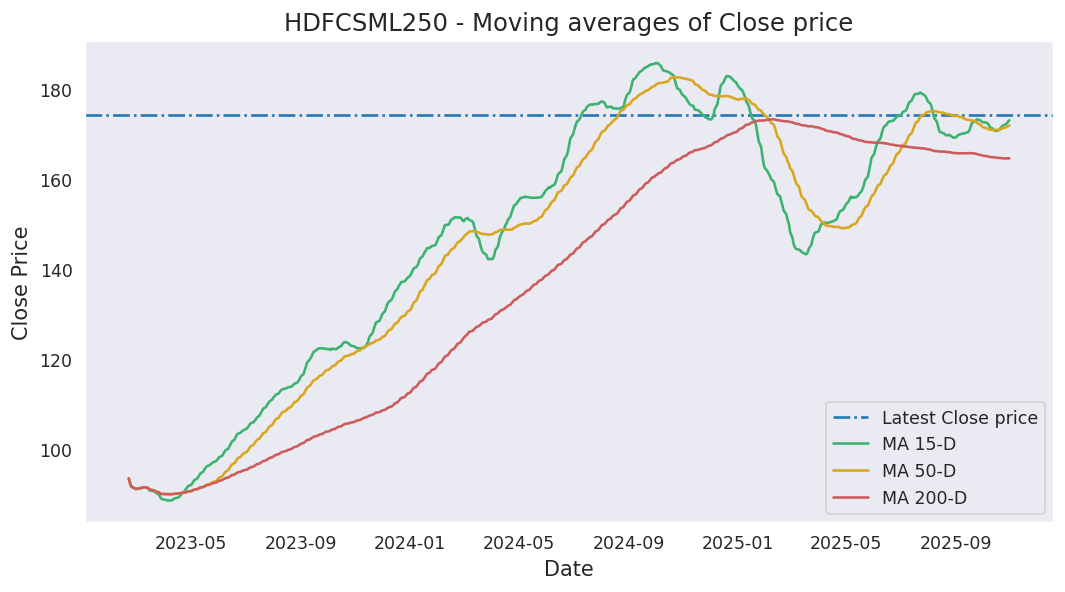 HDFCSML250 - Moving averages of Close price
Close Price
180
160
140
120
100
Latest Close price
MA 15-D
MA 50-D
MA 200-D
2023-05 2023-09 2024-01 2024-05 2024-09 2025-01 2025-05 2025-09
Date